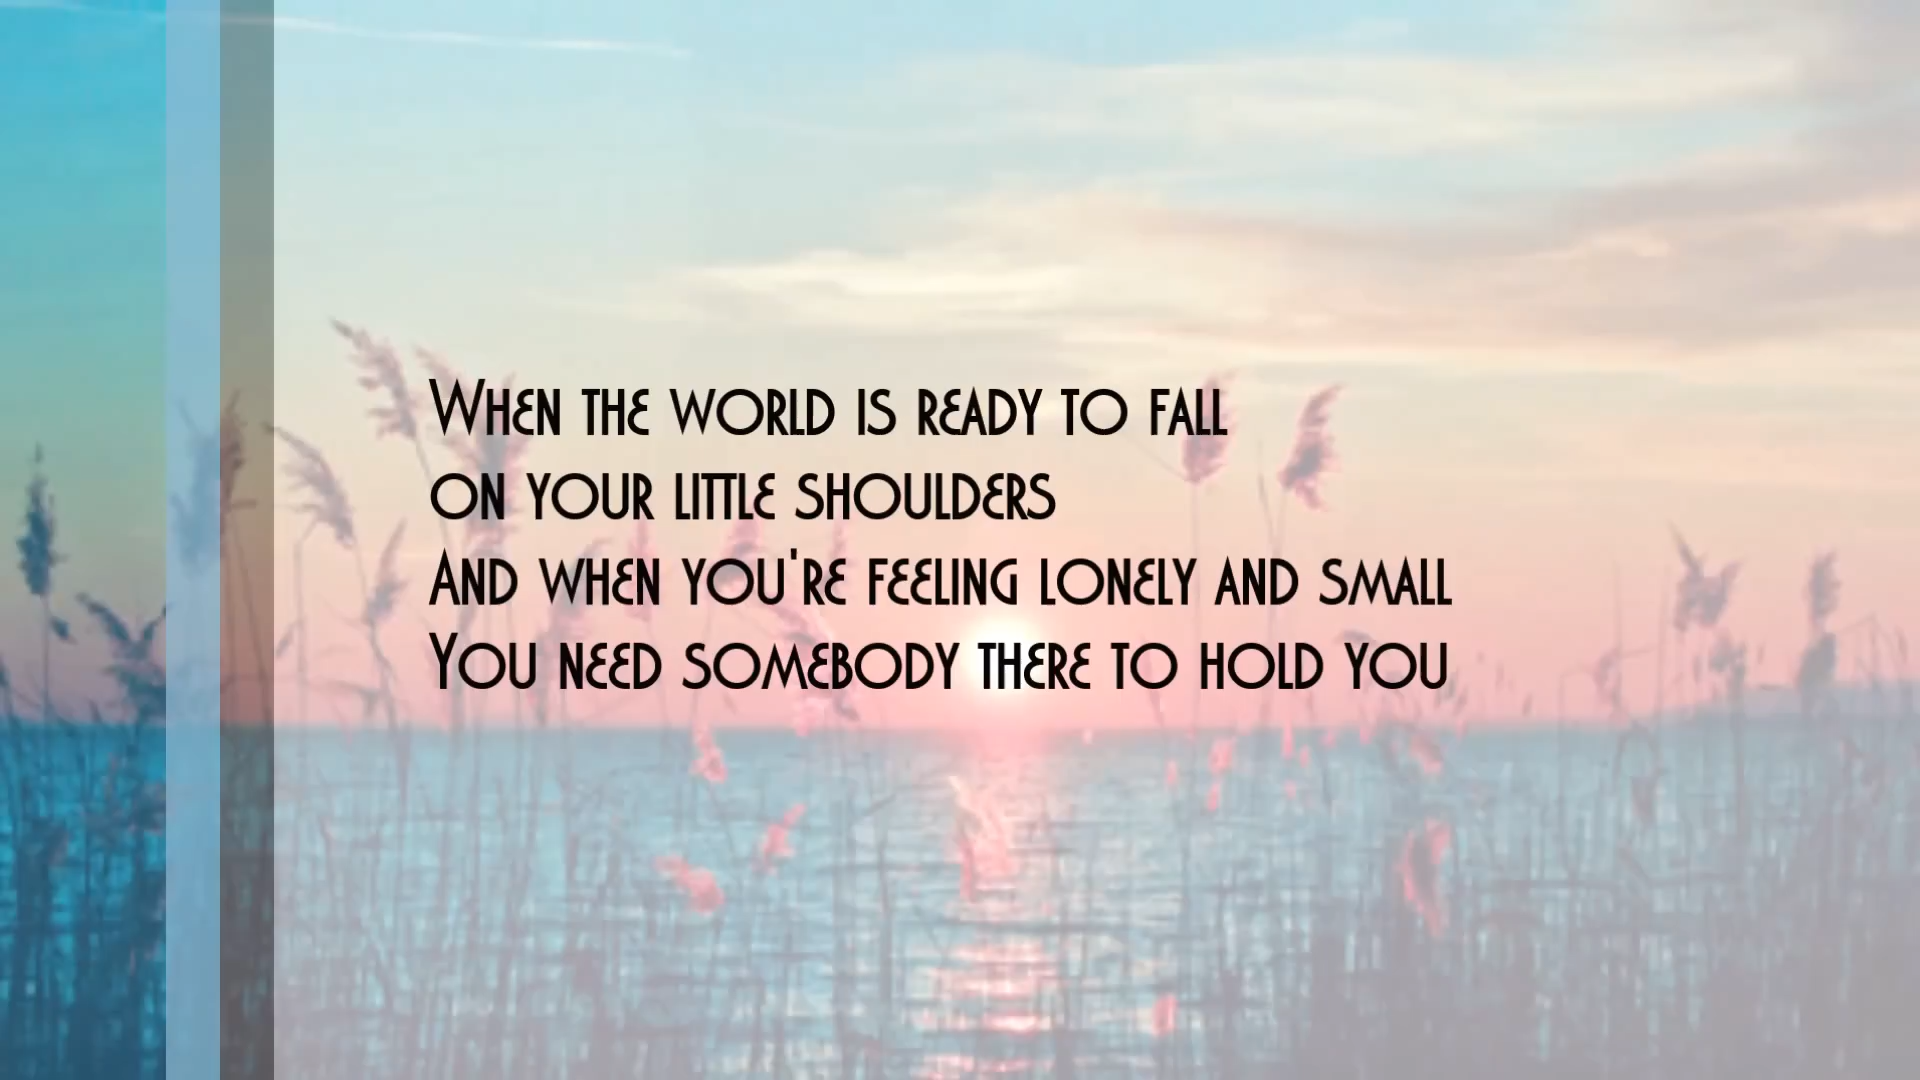 When the world is ready to fall
on your little shoulders
And when you're feeling lonely and small
You need somebody there to hold you